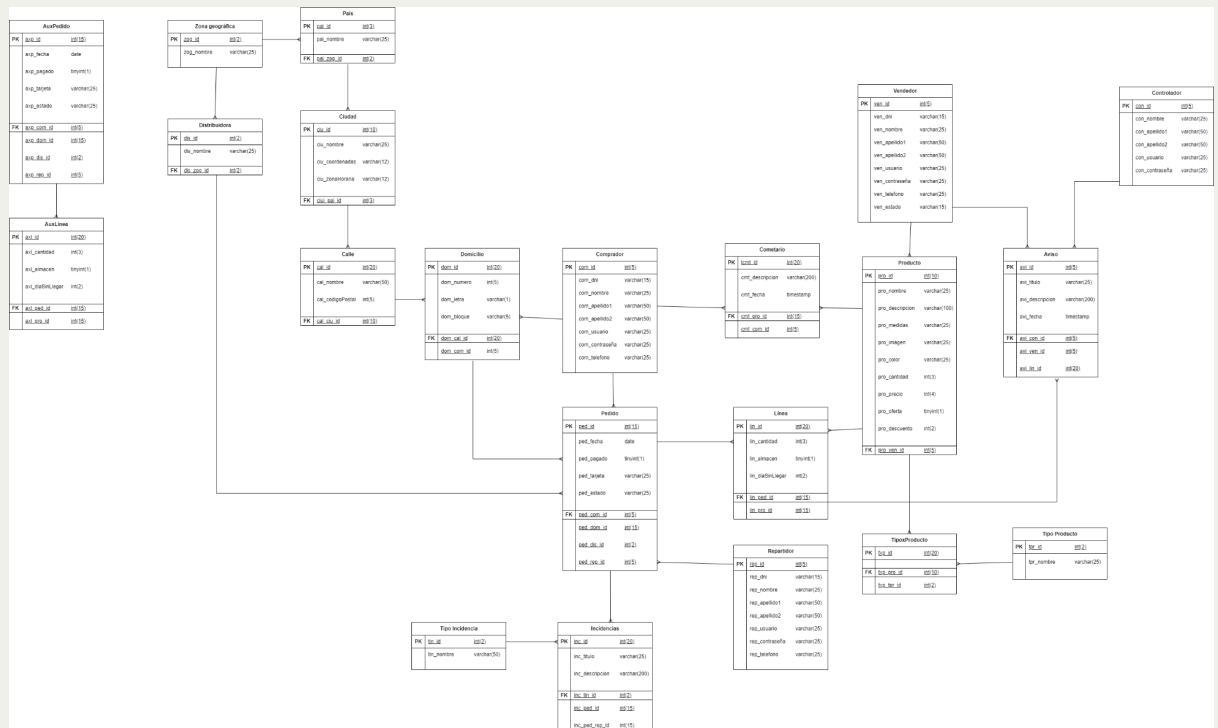 AuxPedido
PK axp_id int(15)
axp_fecha date
axp_pagado tinyint(1)
axp_tarjeta varchar(25)
axp_estado varchar(25)
FK axp_com_id int(5)
axp_dom_id int(15)
axp_dis_id int(2)
axp_rep_id int(5)
AuxLinea
PK axl_id int(20)
axl_cantidad int(3)
axl_almacen tinyint(1)
axl_diaSinLlegar int(2)
FK axl_ped_id int(15)
axl_pro_id int(15)
Zona geográfica
PK zog_id int(2)
zog_nombre varchar(25)
Distribuidora
PK dis_id int(2)
dis_nombre varchar(25)
FK dis_zog_id int(2)
País
PK pai_id int(3)
pai_nombre varchar(25)
FK pai_zog_id int(2)
Ciudad
PK ciu_id int(10)
ciu_nombre varchar(25)
ciu_coordenadas varchar(12)
ciu_zonaHoraria varchar(12)
FK ciui_pai_id int(3)
Calle
PK cal_id int(20)
cal_nombre varchar(50)
cal_codigoPostal int(5)
FK cal_ciu_id int(10)
Domicilio
PK dom_id int(20)
dom_numero int(5)
dom_letra varchar(1)
dom_bloque varchar(5)
FK dom_cal_id int(20)
dom_com_id int(5)
Comprador
PK com_id int(5)
com_dni varchar(15)
com_nombre varchar(25)
com_apellido1 varchar(50)
com_apellido2 varchar(50)
com_usuario varchar(25)
com_contraseña varchar(25)
com_telefono varchar(25)
Cometario
PK int(20)
cmt_descripcion varchar(200)
cmt_fecha timestamp
FK cmt_pro_id int(15)
cmt_com_id int(5)
Vendedor
PK ven_id int(5)
ven_dni varchar(15)
ven_nombre varchar(25)
ven_apellido1 varchar(50)
ven_apellido2 varchar(50)
ven_usuario varchar(25)
ven_contraseña varchar(25)
ven_telefono varchar(25)
ven_estado varchar(15)
Controlador
PK con_id int(5)
con_nombre varchar(25)
con_apellido1 varchar(50)
con_apellido2 varchar(50)
con_usuario varchar(25)
con_contraseña varchar(25)
Producto
PK pro_id int(10)
pro_nombre varchar(25)
pro_descripcion varchar(100)
pro_medidas varchar(25)
pro_imagen varchar(25)
pro_color varchar(25)
pro_cantidad int(3)
pro_precio int(4)
pro_oferta tinyint(1)
pro_descuento int(2)
FK pro_ven_id int(5)
Aviso
PK avi_id int(5)
avi_titulo varchar(25)
avi_descripcion varchar(200)
avi_fecha timestamp
FK avi_con_id int(5)
avi_ven_id int(5)
avi_lin_id int(20)
Pedido
PK ped_id int(15)
ped_fecha date
ped_pagado tinyint(1)
ped_tarjeta varchar(25)
ped_estado varchar(25)
FK ped_com_id int(5)
ped_dom_id int(15)
ped_dis_id int(2)
ped_rep_id int(5)
Línea
PK lin_id int(20)
lin_cantidad int(3)
lin_almacen tinyint(1)
lin_diaSinLlegar int(2)
FK lin_ped_id int(15)
lin_pro_id int(15)
Repartidor
PK rep_id int(5)
rep_dni varchar(15)
rep_nombre varchar(25)
rep_apellido1 varchar(50)
rep_apellido2 varchar(50)
rep_usuario varchar(25)
rep_contraseña varchar(25)
rep_telefono varchar(25)
TipoxProducto
PK txp_id int(20)
FK txp_pro_id int(10)
int(2)
Tipo Producto
PK int(2)
tpr_nombre varchar(25)
Tipo Incidencia
PK tin_id int(2)
tin_nombre varchar(50)
Incidencias
PK inc_id int(20)
inc_titulo varchar(25)
inc_descripcion varchar(200)
FK inc_tin_id int(2)
inc_ped_id int(15)
inc_ped_rep_id int(15)